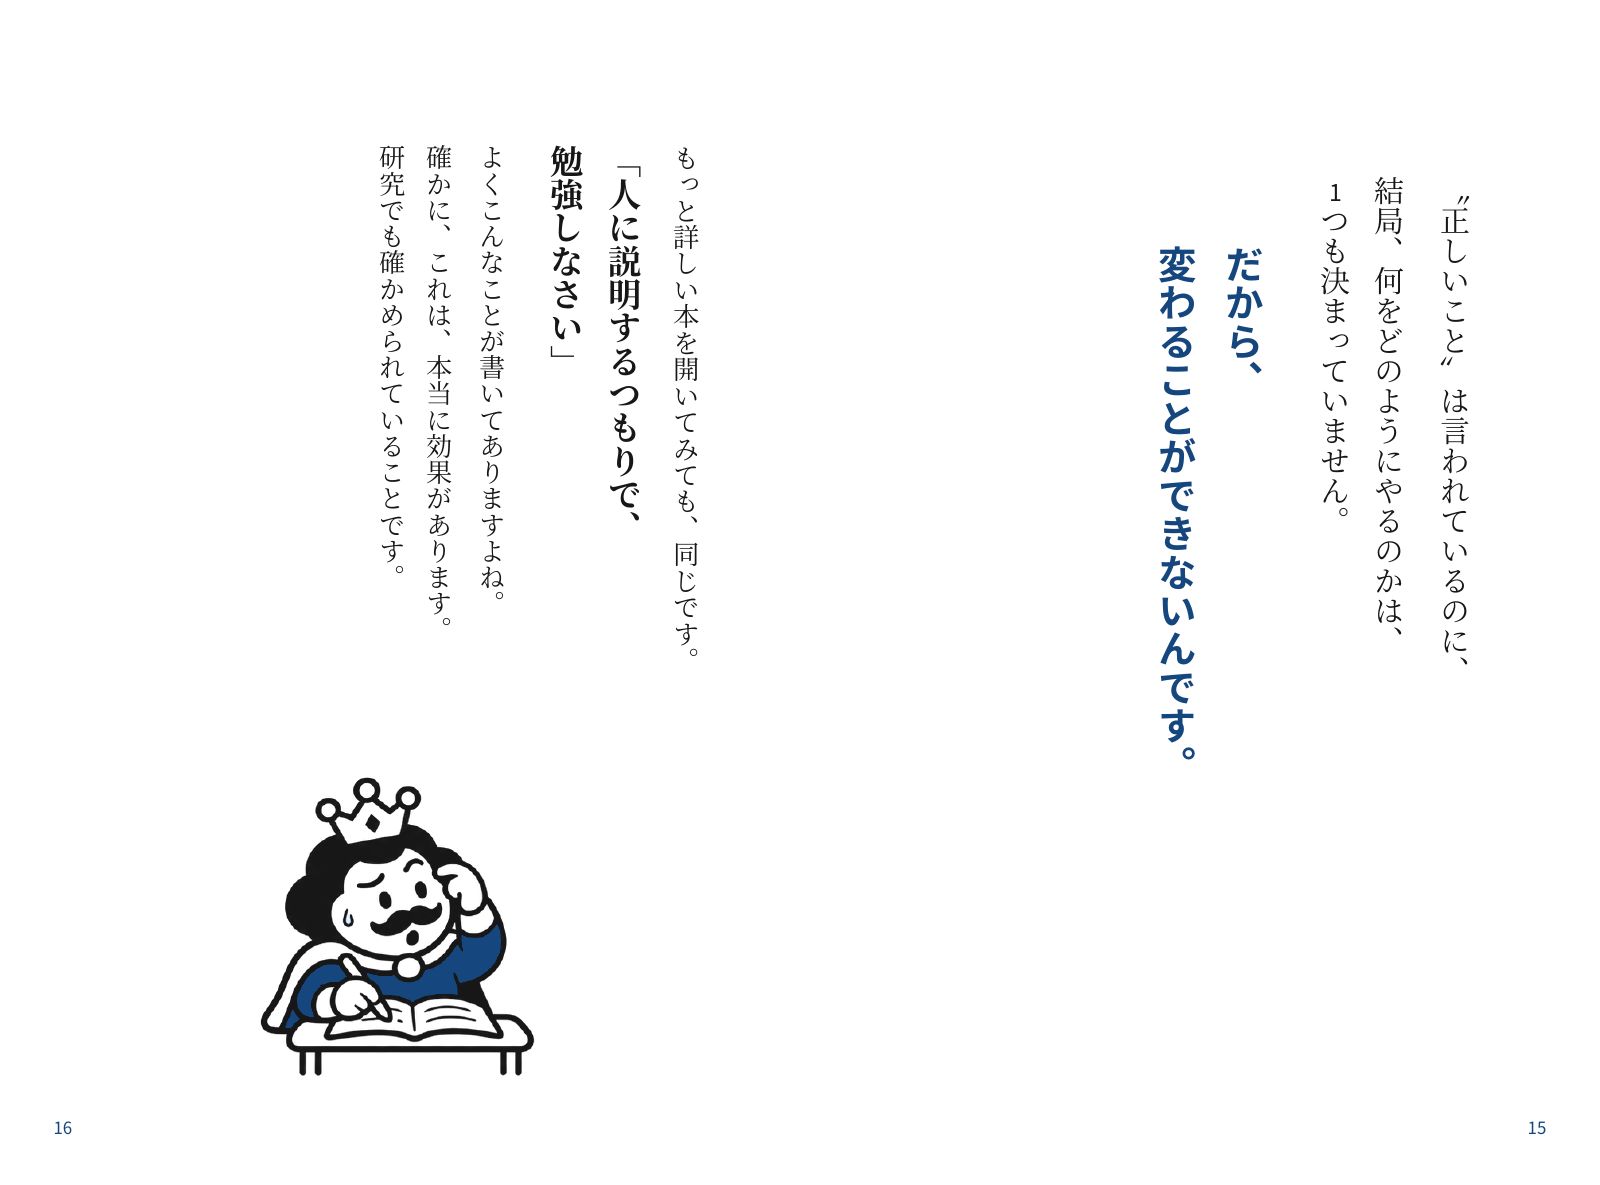 〝正しいこと〟は言われているのに、
結局、何をどのようにやるのかは、
1つも決まっていません。
だから、
変わることができないんです。
15
もっと詳しい本を開いてみても、同じです。
「人に説明するつもりで、
勉強しなさい」
よくこんなことが書いてありますよね。
確かに、これは、本当に効果があります。
研究でも確かめられていることです。
16